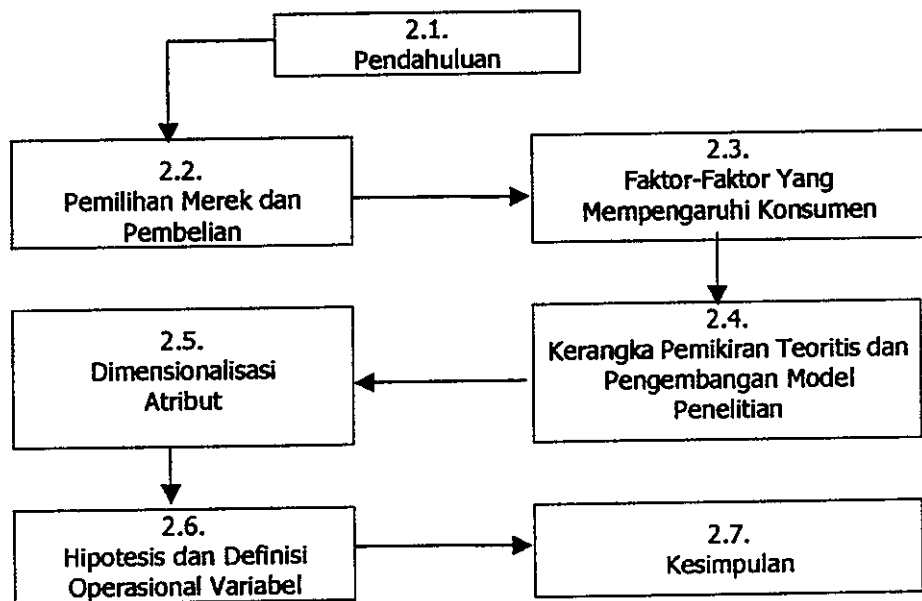 2.1.
Pendahuluan
2.2.
Pemilihan Merek dan
Pembelian
2.3.
Faktor-Faktor Yang
Mempengaruhi Konsumen
2.4.
Kerangka Pemikiran Teoritis dan
Pengembangan Model
Penelitian
2.5.
Dimensionalisasi
Atribut
2.6.
Hipotesis dan Definisi
Operasional Variabel
2.7.
Kesimpulan